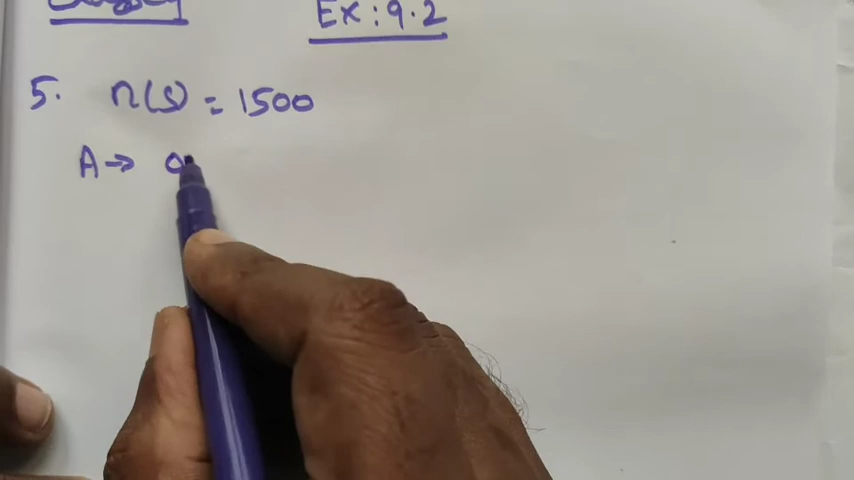 Ex : 9.2
5. n(S) = 1500
A →